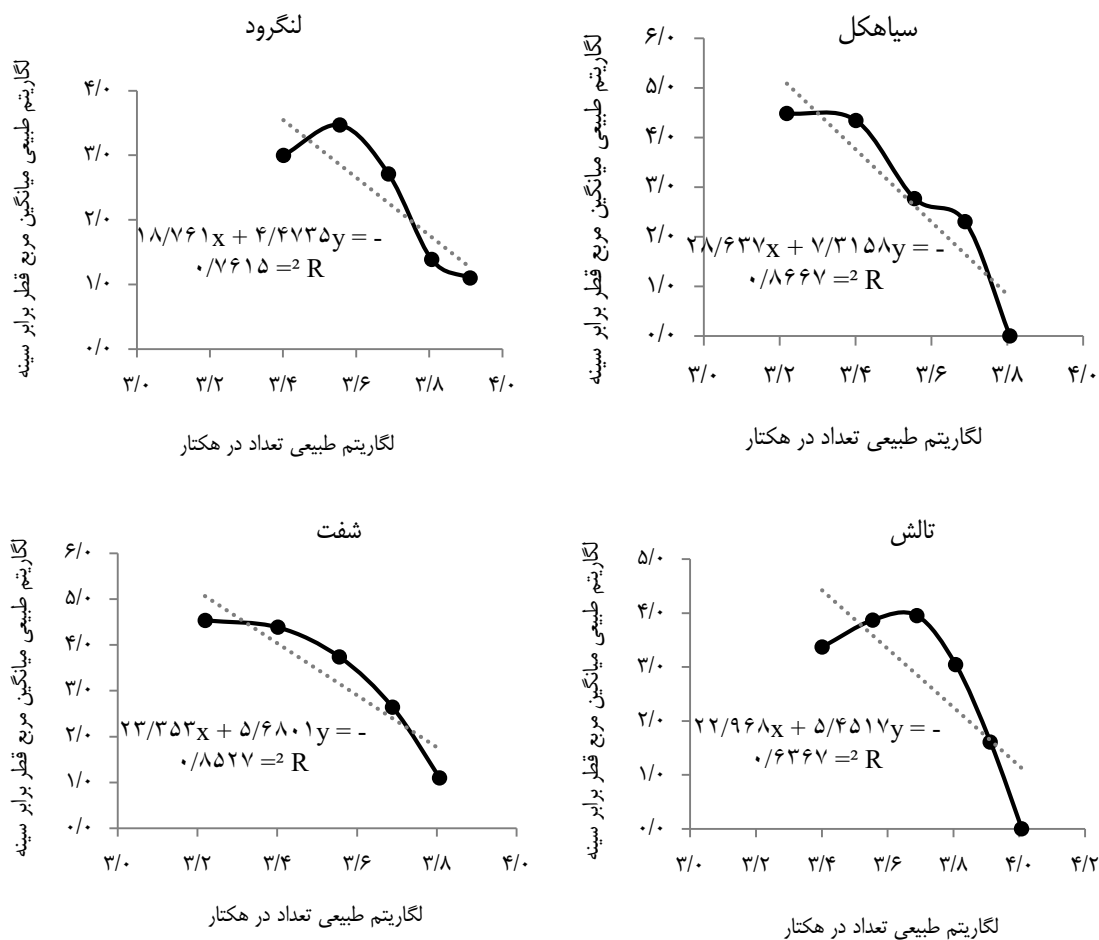 سیاهکل
لگاریتم طبیعی میانگین مربع قطر برابر سینه
۶/۰
۵/۰
۴/۰
۳/۰
۲/۰
۱/۰
۰/۰
۲۸/۶۳۷x + ۷/۳۱۵۸y = -
۰/۸۶۶۷ =² R
۳/۰ ۳/۲ ۳/۴ ۳/۶ ۳/۸ ۴/۰
لگاریتم طبیعی تعداد در هکتار
لنگرود
لگاریتم طبیعی میانگین مربع قطر برابر سینه
۴/۰
۳/۰
۲/۰
۱/۰
۰/۰
۱۸/۷۶۱x + ۴/۴۷۳۵y = -
۰/۷۶۱۵ =² R
۳/۰ ۳/۲ ۳/۴ ۳/۶ ۳/۸ ۴/۰
لگاریتم طبیعی تعداد در هکتار
تالش
لگاریتم طبیعی میانگین مربع قطر برابر سینه
۵/۰
۴/۰
۳/۰
۲/۰
۱/۰
۰/۰
۲۲/۹۶۸x + ۵/۴۵۱۷y = -
۰/۶۳۶۷ =² R
۳/۰ ۳/۲ ۳/۴ ۳/۶ ۳/۸ ۴/۰ ۴/۲
لگاریتم طبیعی تعداد در هکتار
شفت
لگاریتم طبیعی میانگین مربع قطر برابر سینه
۶/۰
۵/۰
۴/۰
۳/۰
۲/۰
۱/۰
۰/۰
۲۳/۳۵۳x + ۵/۶۸۰۱y = -
۰/۸۵۲۷ =² R
۳/۰ ۳/۲ ۳/۴ ۳/۶ ۳/۸ ۴/۰
لگاریتم طبیعی تعداد در هکتار